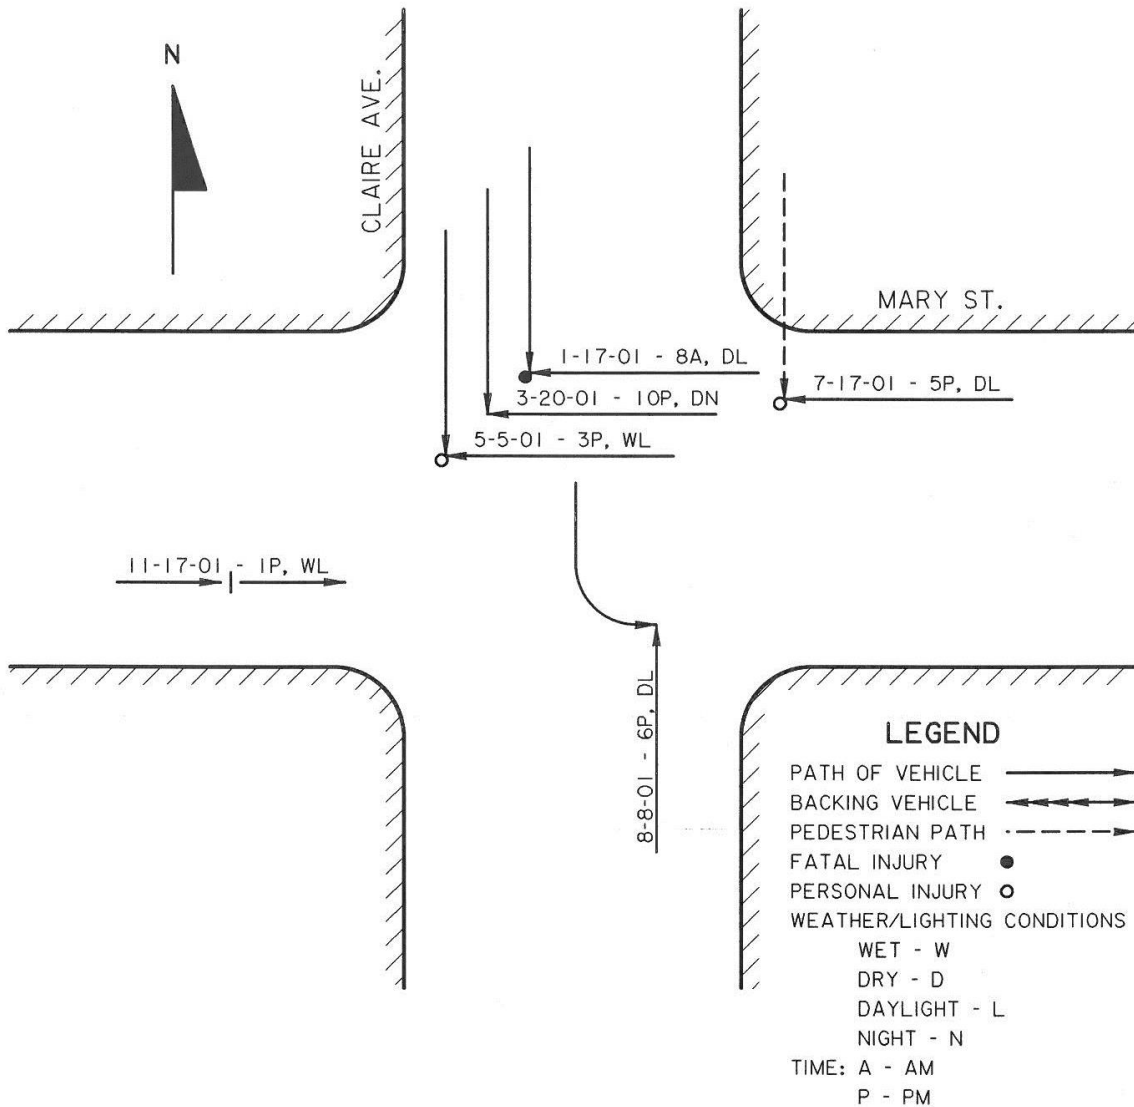 N
CLAIRE AVE.
MARY ST.
1-17-01 - 8A, DL
7-17-01 - 5P, DL
3-20-01 - 10P, DN
5-5-01 - 3P, WL
11-17-01 - 1P, WL
8-8-01 - 6P, DL
LEGEND
PATH OF VEHICLE
BACKING VEHICLE
PEDESTRIAN PATH
FATAL INJURY
PERSONAL INJURY
WEATHER/LIGHTING CONDITIONS
WET - W
DRY - D
DAYLIGHT - L
NIGHT - N
TIME: A - AM
P - PM